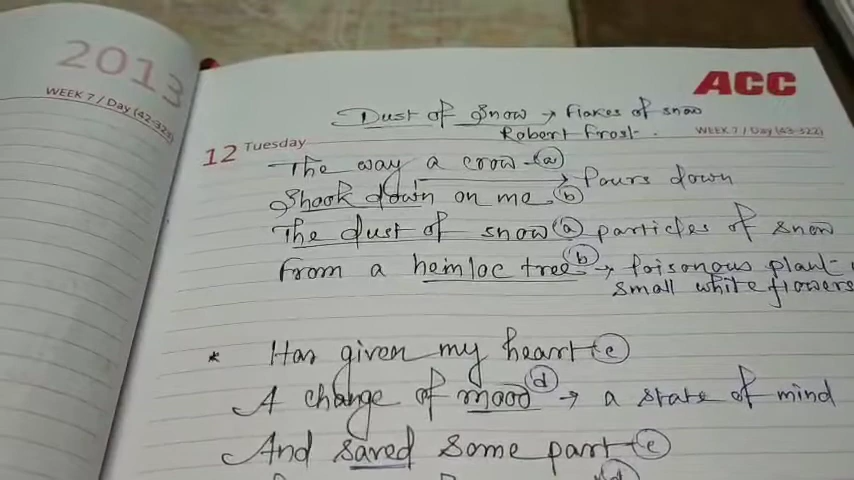 2013
WEEK 7 / Day (42-323)
ACC
Dust of Snow → Flakes of snow
Robert Frost.
WEEK 7 / Day (43-322)
12 Tuesday
The way a crow (a)
Shook down on me (b) → Pours down
The dust of snow (a) particles of snow
From a hemloc tree (b) → Poisonous plant
small white flowers
* Has given my heart (c)
A change of mood (d) → a state of mind
And saved some part (c)
(d)